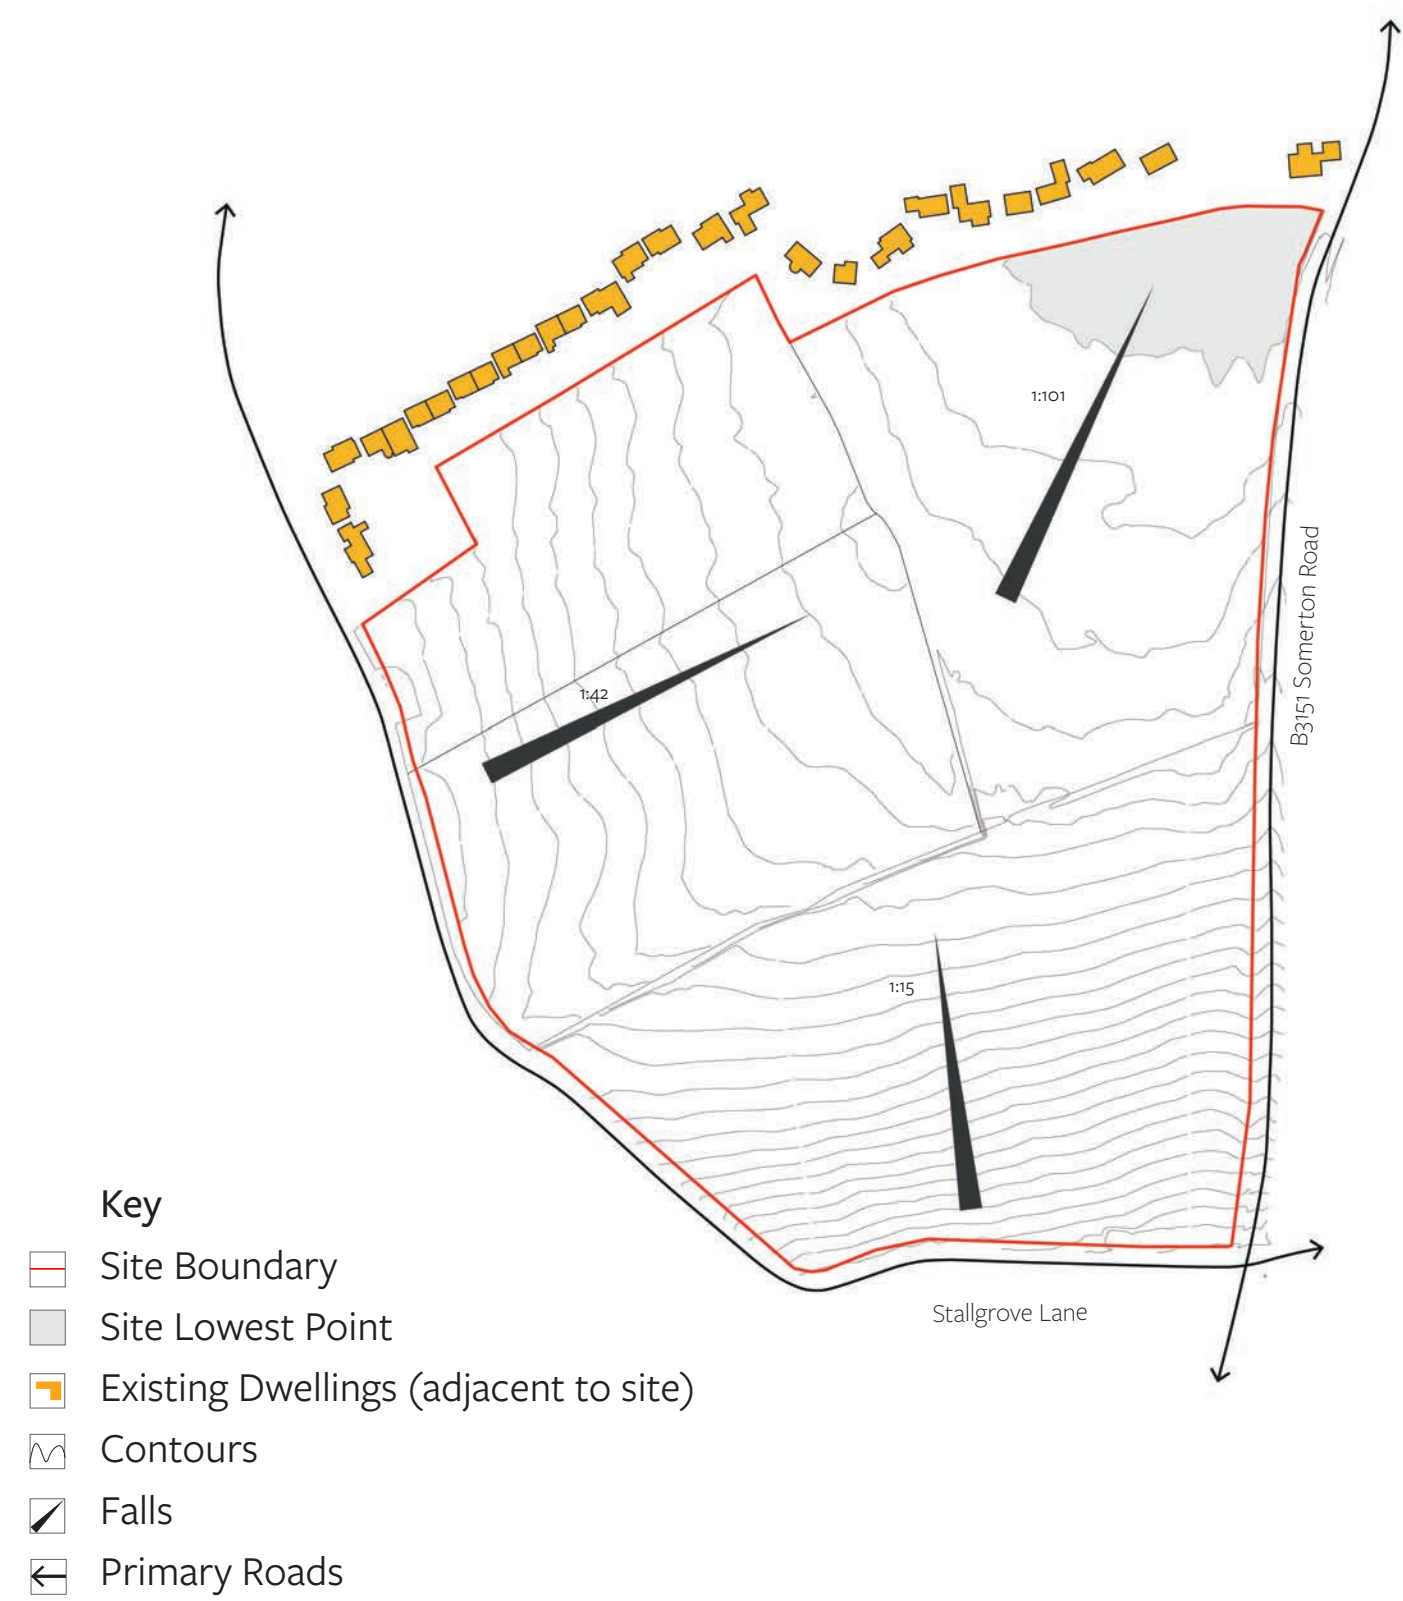 1:101
B3151 Somerton Road
1:42
1:15
Stallgrove Lane
Key
Site Boundary
Site Lowest Point
Existing Dwellings (adjacent to site)
Contours
Falls
Primary Roads